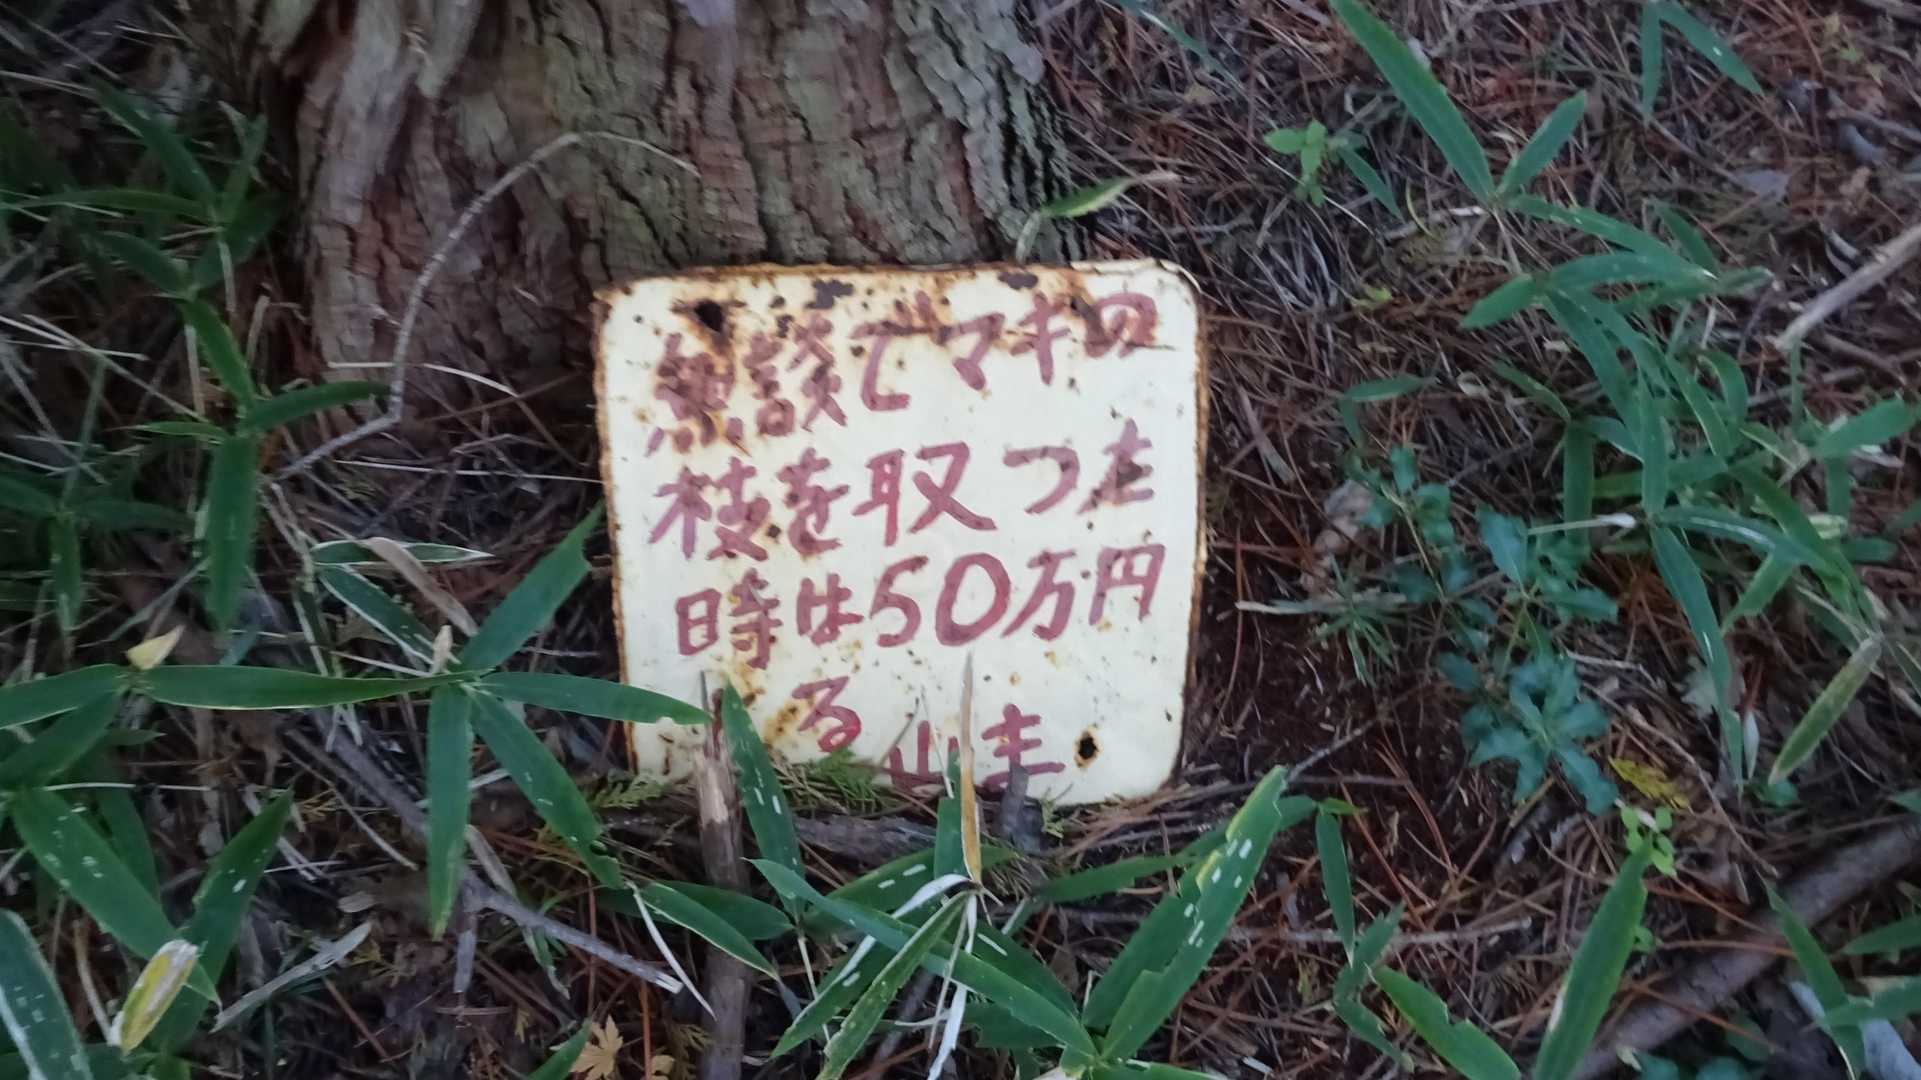 無談でマキの
枝を取つた
時は50万円
る
山主